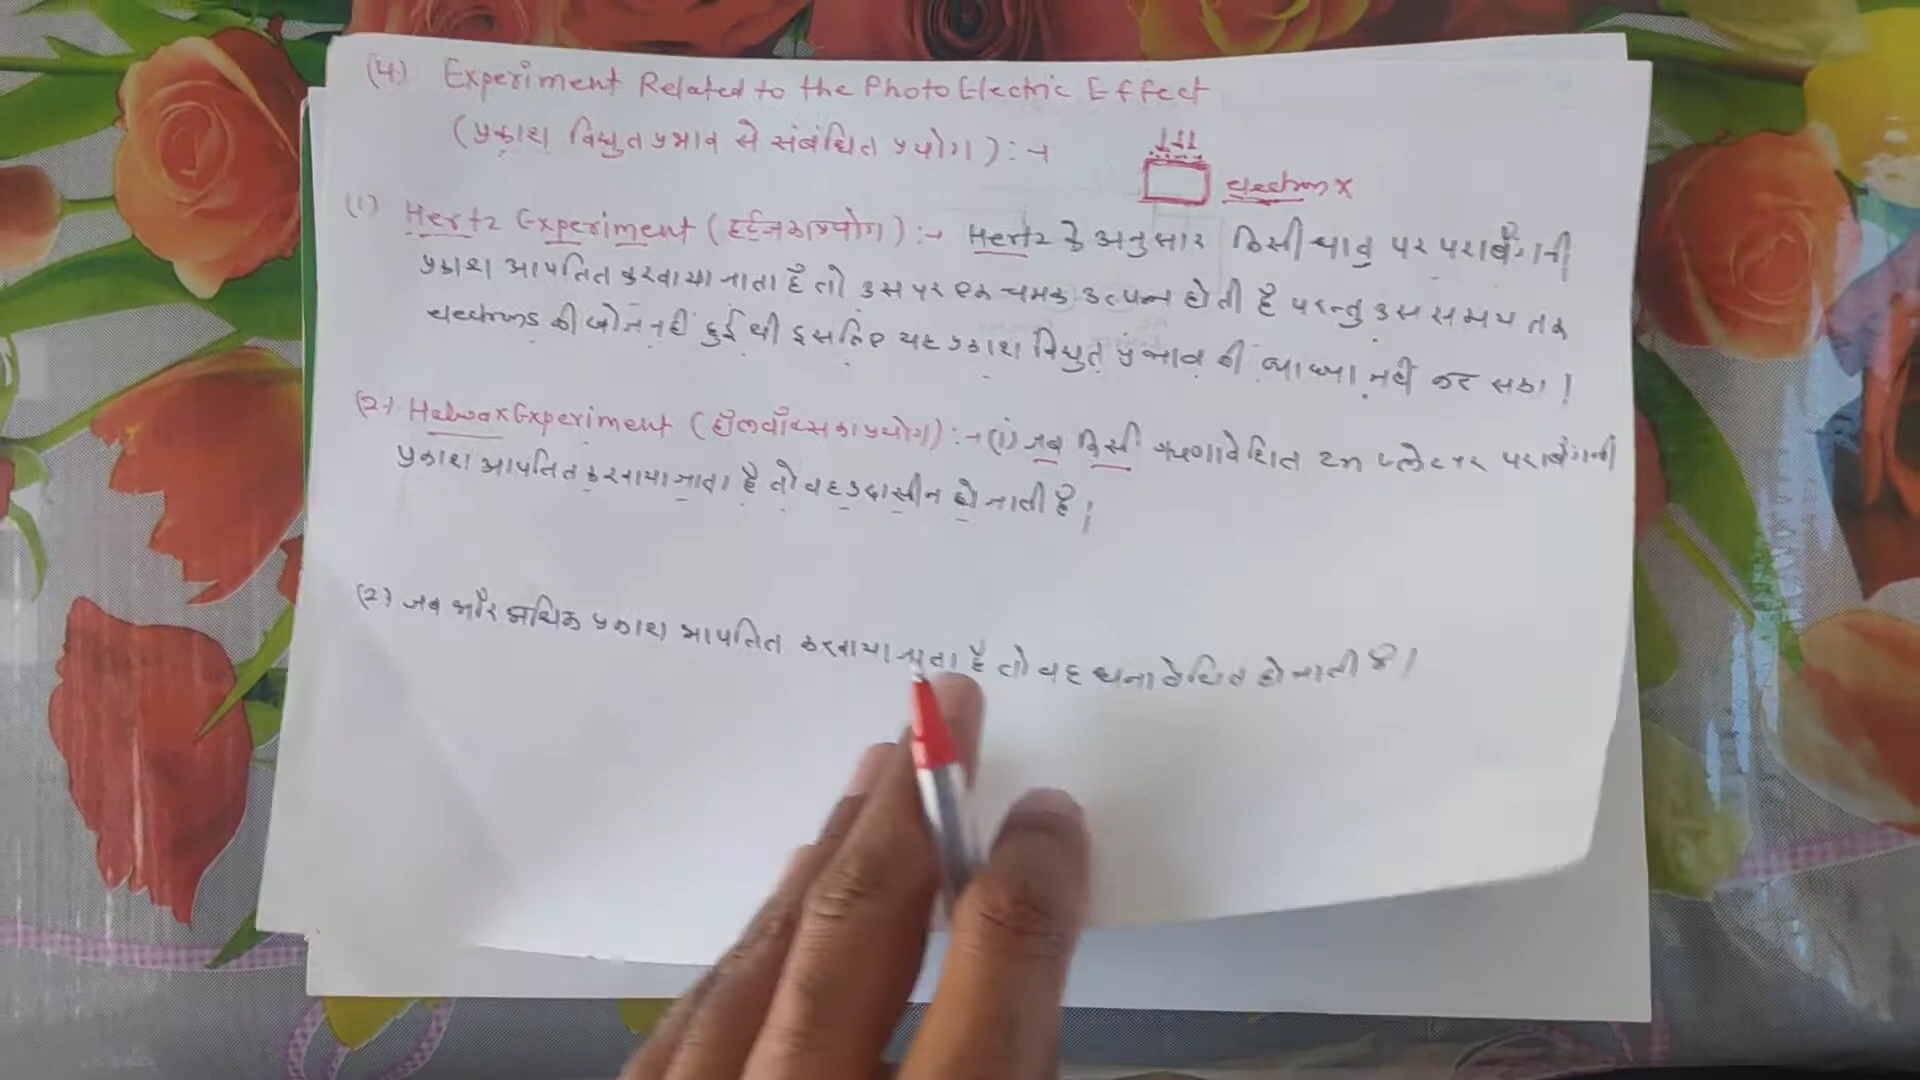 (4.) Experiment Related to the Photo Electric Effect
(प्रकाश विद्युत प्रभाव से संबंधित प्रयोग) :→
electron x
(1) Hertz Experiment (हर्ट्ज का प्रयोग) :→ Hertz के अनुसार किसी धातु पर पराबैंगनी
प्रकाश आपतित करवाया जाता है तो उस पर एक चमक उत्पन्न होती है परन्तु उस समय तक
electrons की खोज नहीं हुई थी इसलिए यह प्रकाश विद्युत प्रभाव की व्याख्या नहीं कर सका।
(2). Halwax Experiment (हॉलवॉक्स का प्रयोग) :→ (1) जब किसी ऋणावेशित zn प्लेट पर पराबैंगनी
प्रकाश आपतित करवाया जाता है तो वह उदासीन हो जाती है।
(2) जब और अधिक प्रकाश आपतित करवाया जाता है तो वह धनावेशित हो जाती है।